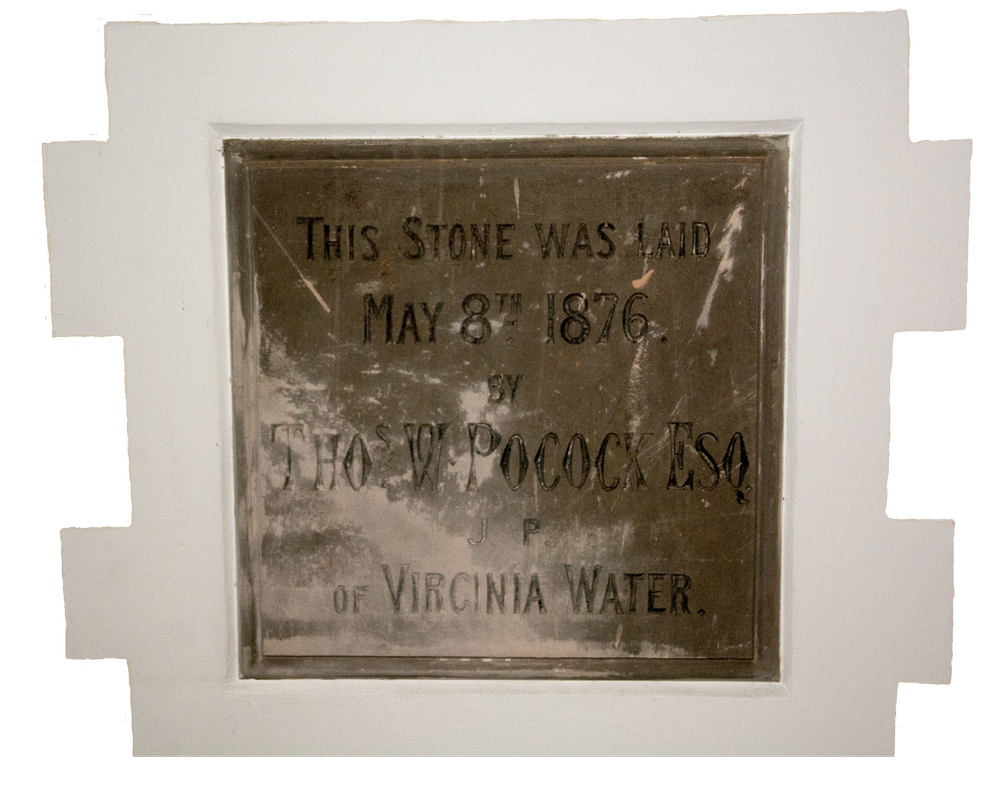 THIS STONE WAS LAID
MAY 8TH 1876.
BY
THOS. W. POCOCK ESQ.
J. P.
OF VIRGINIA WATER.